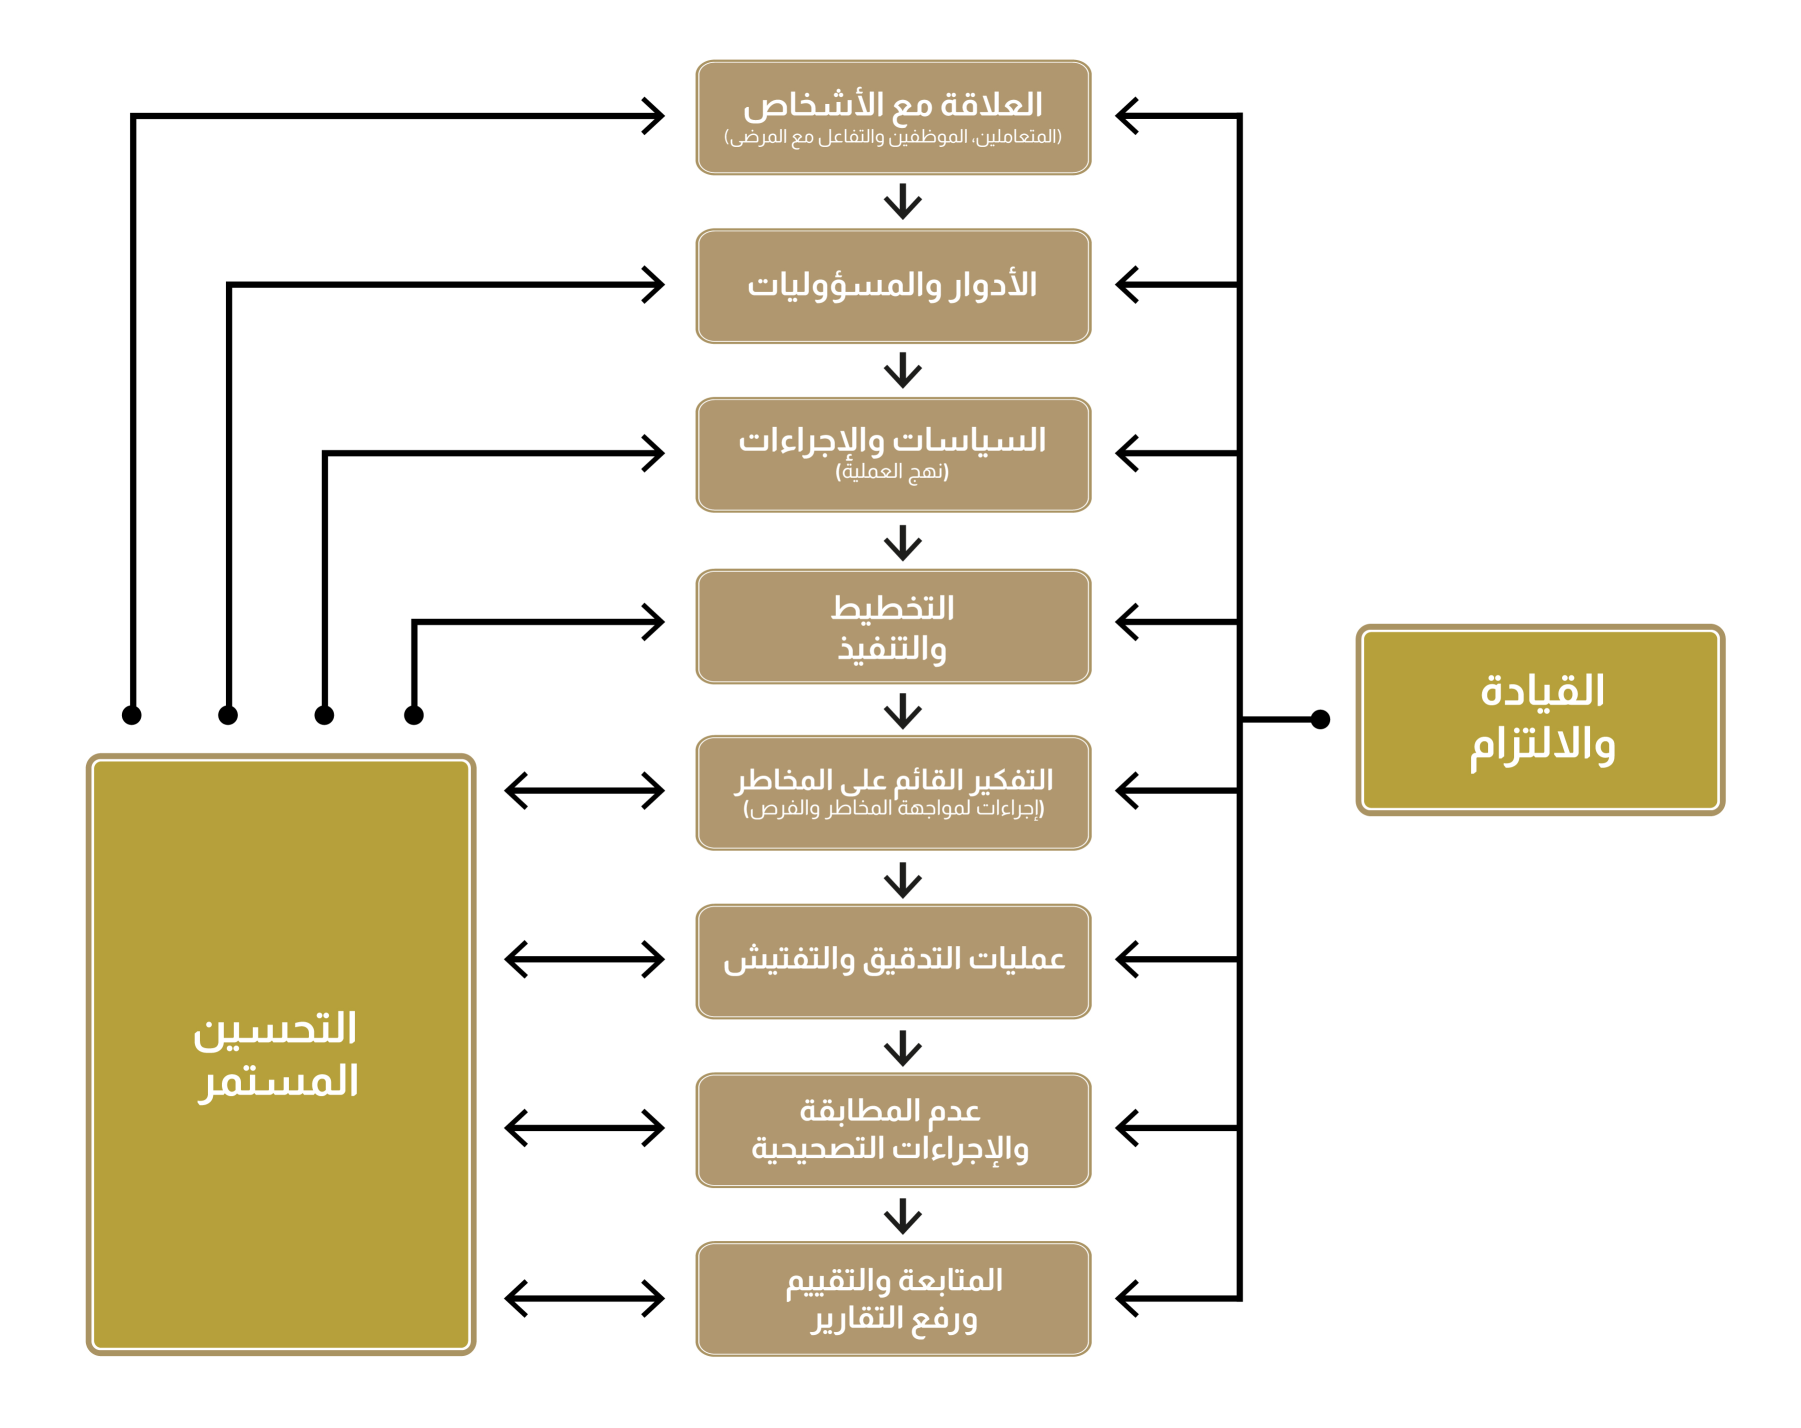 العلاقة مع الأشخاص
(المتعاملين، الموظفين والتفاعل مع المرضى)
الأدوار والمسؤوليات
السياسات والإجراءات
(نهج العملية)
التخطيط
والتنفيذ
القيادة
والالتزام
التفكير القائم على المخاطر
(إجراءات لمواجهة المخاطر والفرص)
عمليات التدقيق والتفتيش
التحسين
المستمر
عدم المطابقة
والإجراءات التصحيحية
المتابعة والتقييم
ورفع التقارير